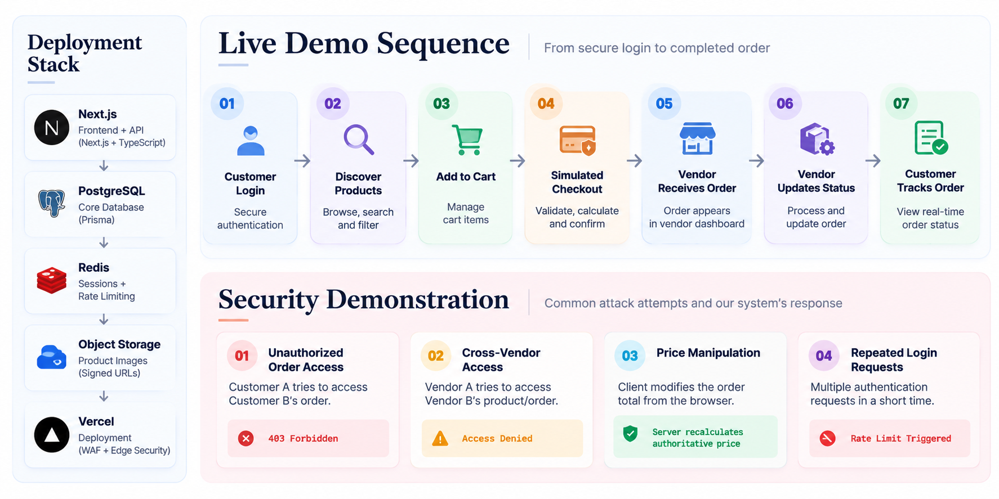 Deployment
Stack
N
Next.js
Frontend + API
(Next.js + TypeScript)
PostgreSQL
Core Database
(Prisma)
Redis
Sessions +
Rate Limiting
Object Storage
Product Images
(Signed URLs)
Vercel
Deployment
(WAF + Edge Security)
Live Demo Sequence
From secure login to completed order
01
Customer
Login
Secure
authentication
02
Discover
Products
Browse, search
and filter
03
Add to Cart
Manage
cart items
04
Simulated
Checkout
Validate, calculate
and confirm
05
Vendor
Receives Order
Order appears
in vendor dashboard
06
Vendor
Updates Status
Process and
update order
07
Customer
Tracks Order
View real-time
order status
Security Demonstration
Common attack attempts and our system's response
01
Unauthorized
Order Access
Customer A tries to access
Customer B's order.
403 Forbidden
02
Cross-Vendor
Access
Vendor A tries to access
Vendor B's product/order.
Access Denied
03
Price Manipulation
Client modifies the order
total from the browser.
Server recalculates
authoritative price
04
Repeated Login
Requests
Multiple authentication
requests in a short time.
Rate Limit Triggered